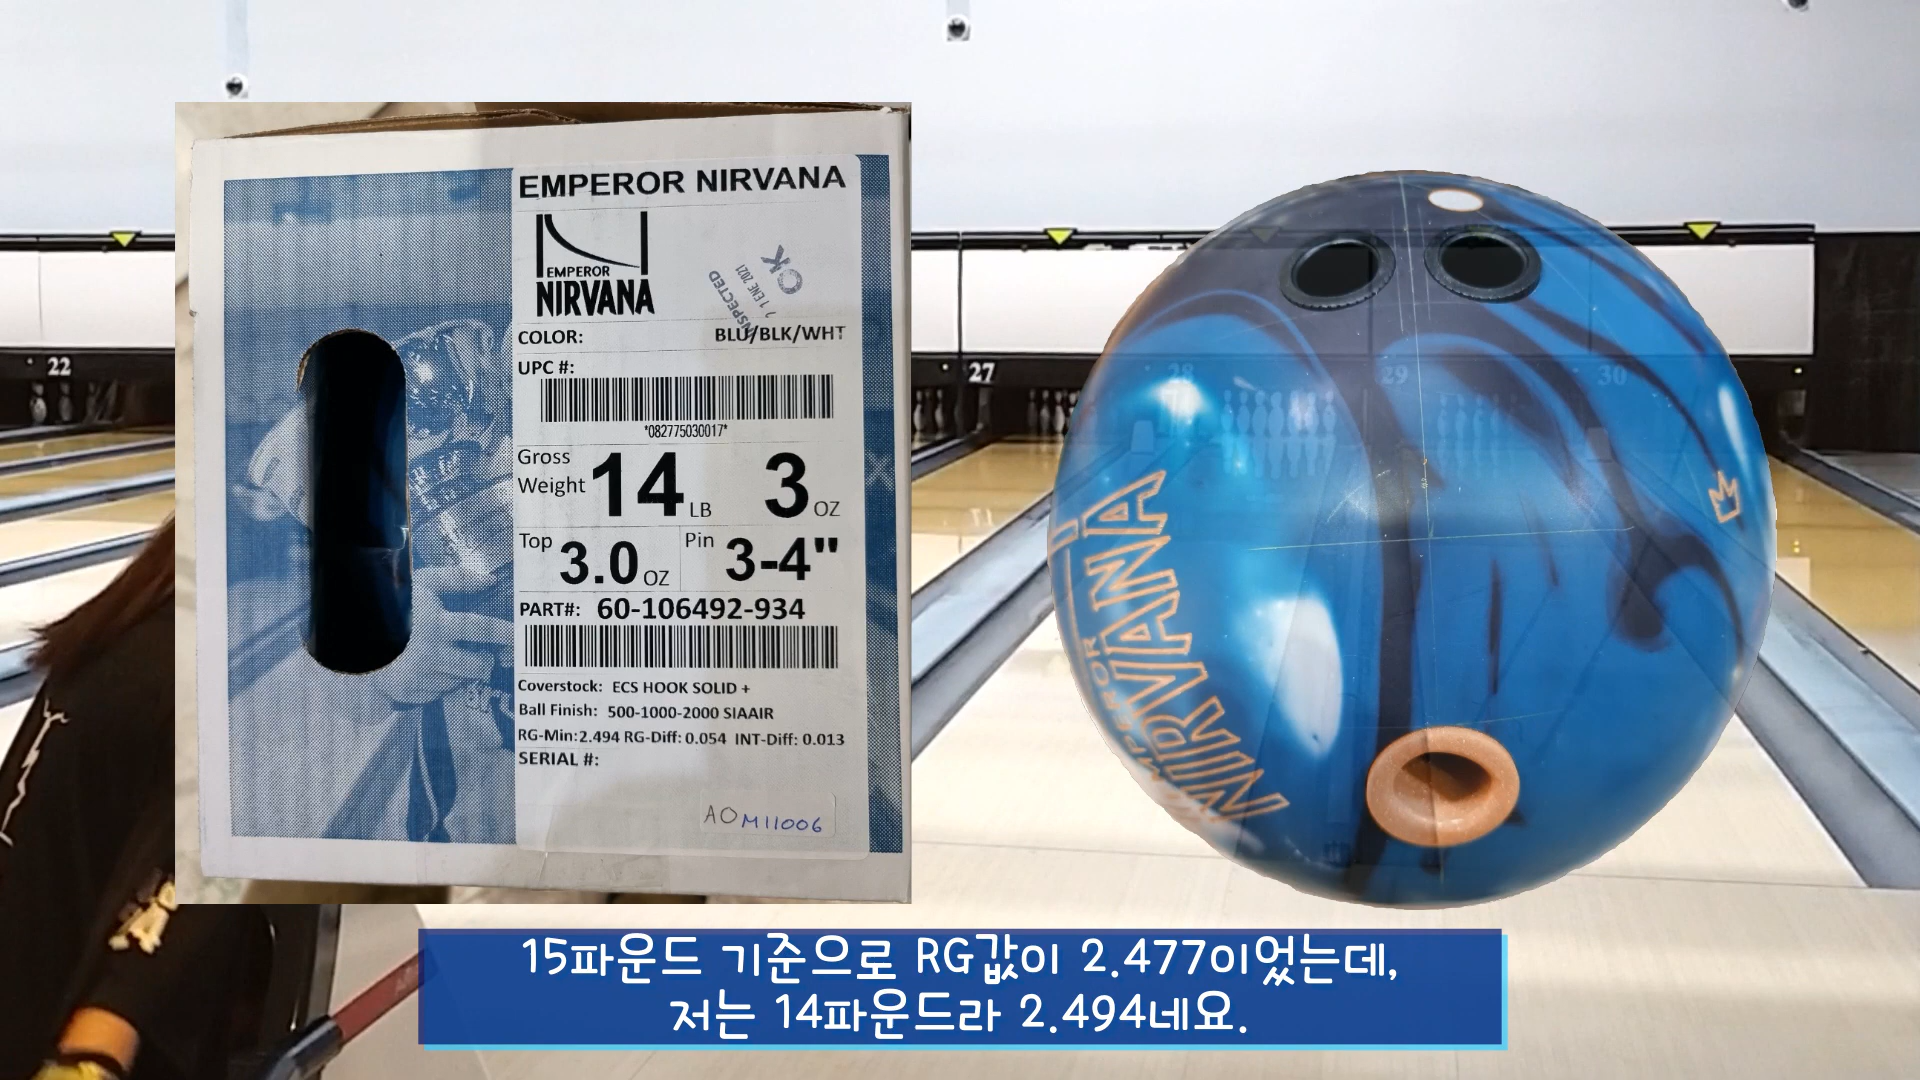 EMPEROR NIRVANA
EMPEROR
NIRVANA
INSPECTED
11 ENE 2021
OK
COLOR: BLU/BLK/WHT
UPC #:
*082775030017*
Gross Weight 14 LB 3 OZ
Top 3.0 OZ Pin 3-4"
PART#: 60-106492-934
Coverstock: ECS HOOK SOLID +
Ball Finish: 500-1000-2000 SIAAIR
RG-Min:2.494 RG-Diff: 0.054 INT-Diff: 0.013
SERIAL #:
AOM11006
22
27
28
29
30
EMPEROR
NIRVANA
15파운드 기준으로 RG값이 2.477이었는데,
저는 14파운드라 2.494네요.